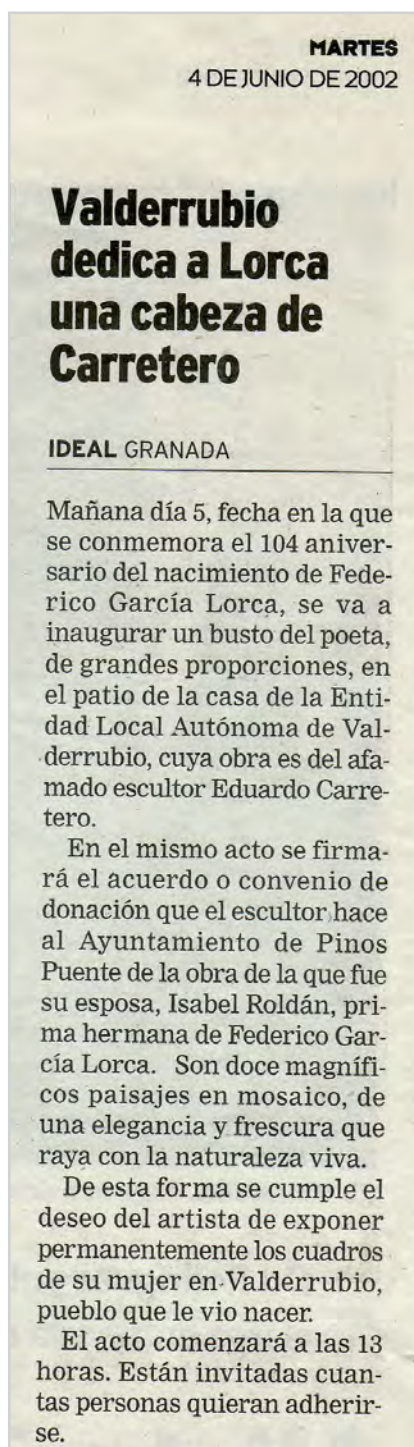 MARTES
4 DE JUNIO DE 2002
Valderrubio
dedica a Lorca
una cabeza de
Carretero
IDEAL GRANADA
Mañana día 5, fecha en la que
se conmemora el 104 aniver-
sario del nacimiento de Fede-
rico García Lorca, se va a
inaugurar un busto del poeta,
de grandes proporciones, en
el patio de la casa de la Enti-
dad Local Autónoma de Val-
derrubio, cuya obra es del afa-
mado escultor Eduardo Carre-
tero.
En el mismo acto se firma-
rá el acuerdo o convenio de
donación que el escultor hace
al Ayuntamiento de Pinos
Puente de la obra de la que fue
su esposa, Isabel Roldán, pri-
ma hermana de Federico Gar-
cía Lorca. Son doce magnífi-
cos paisajes en mosaico, de
una elegancia y frescura que
raya con la naturaleza viva.
De esta forma se cumple el
deseo del artista de exponer
permanentemente los cuadros
de su mujer en Valderrubio,
pueblo que le vio nacer.
El acto comenzará a las 13
horas. Están invitadas cuan-
tas personas quieran adherir-
se.